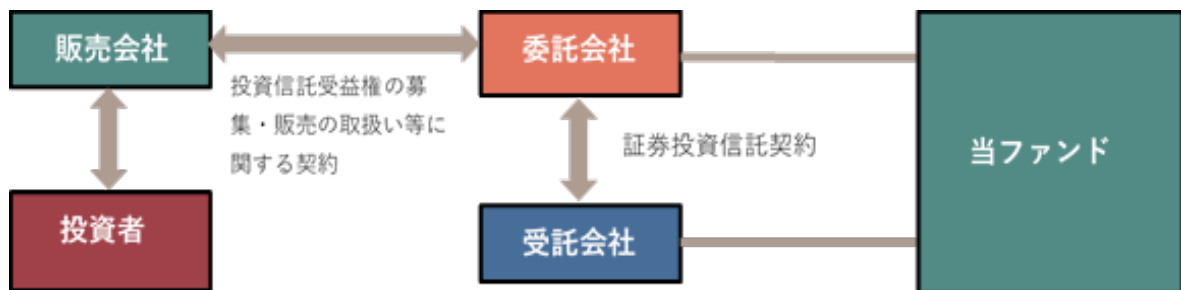 販売会社
委託会社
投資信託受益権の募
集・販売の取扱い等に
関する契約
証券投資信託契約
当ファンド
投資者
受託会社